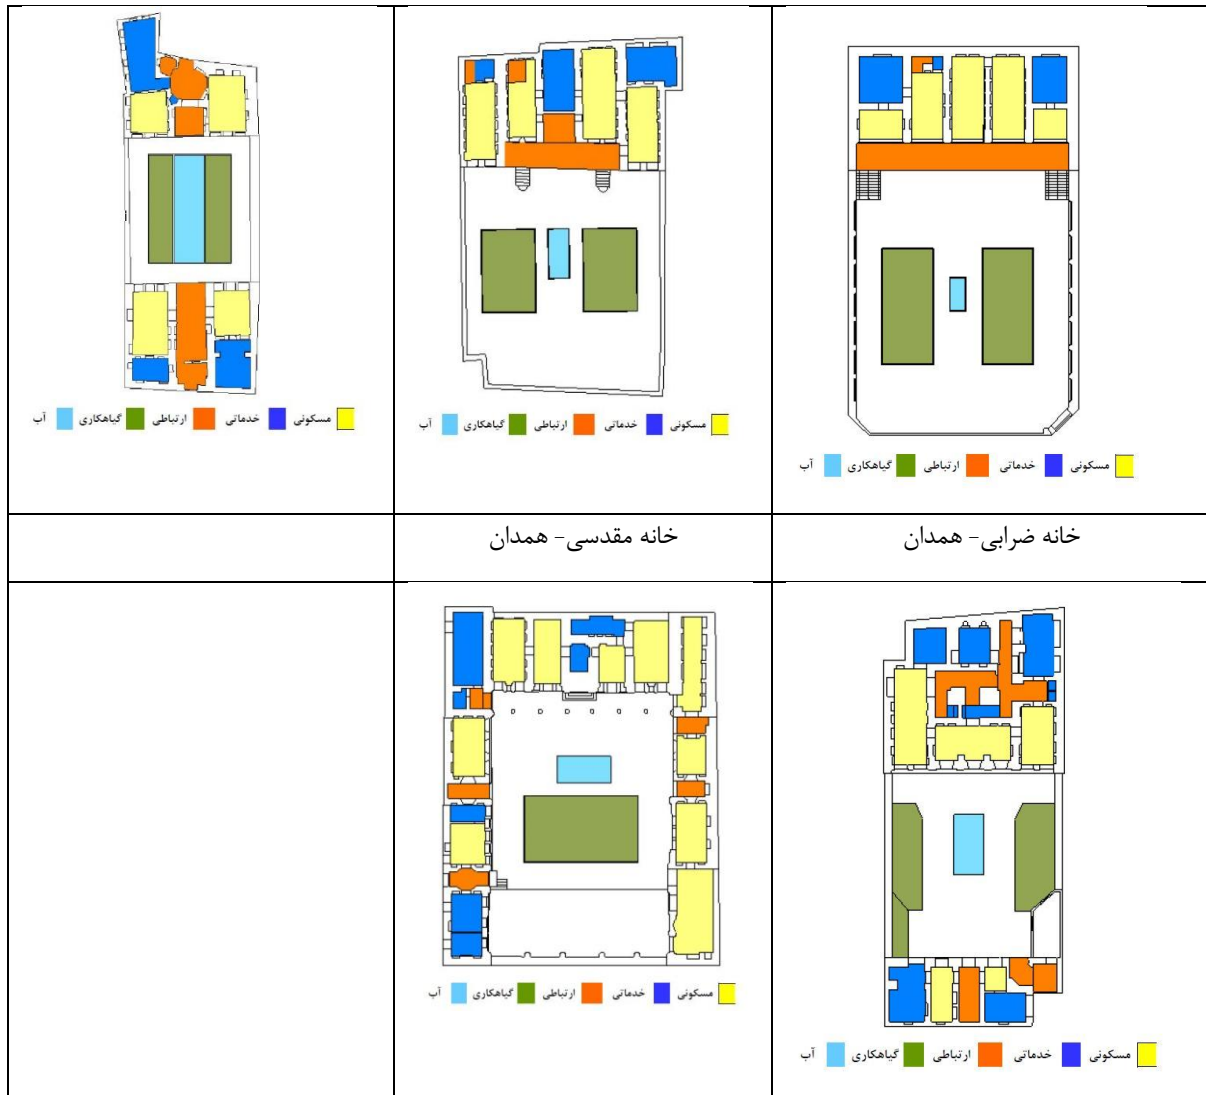 مسکونی خدماتی ارتباطی گیاهکاری آب
مسکونی خدماتی ارتباطی گیاهکاری آب
مسکونی خدماتی ارتباطی گیاهکاری آب
خانه ضرابی- همدان
خانه مقدسی- همدان
مسکونی خدماتی ارتباطی گیاهکاری آب
مسکونی خدماتی ارتباطی گیاهکاری آب